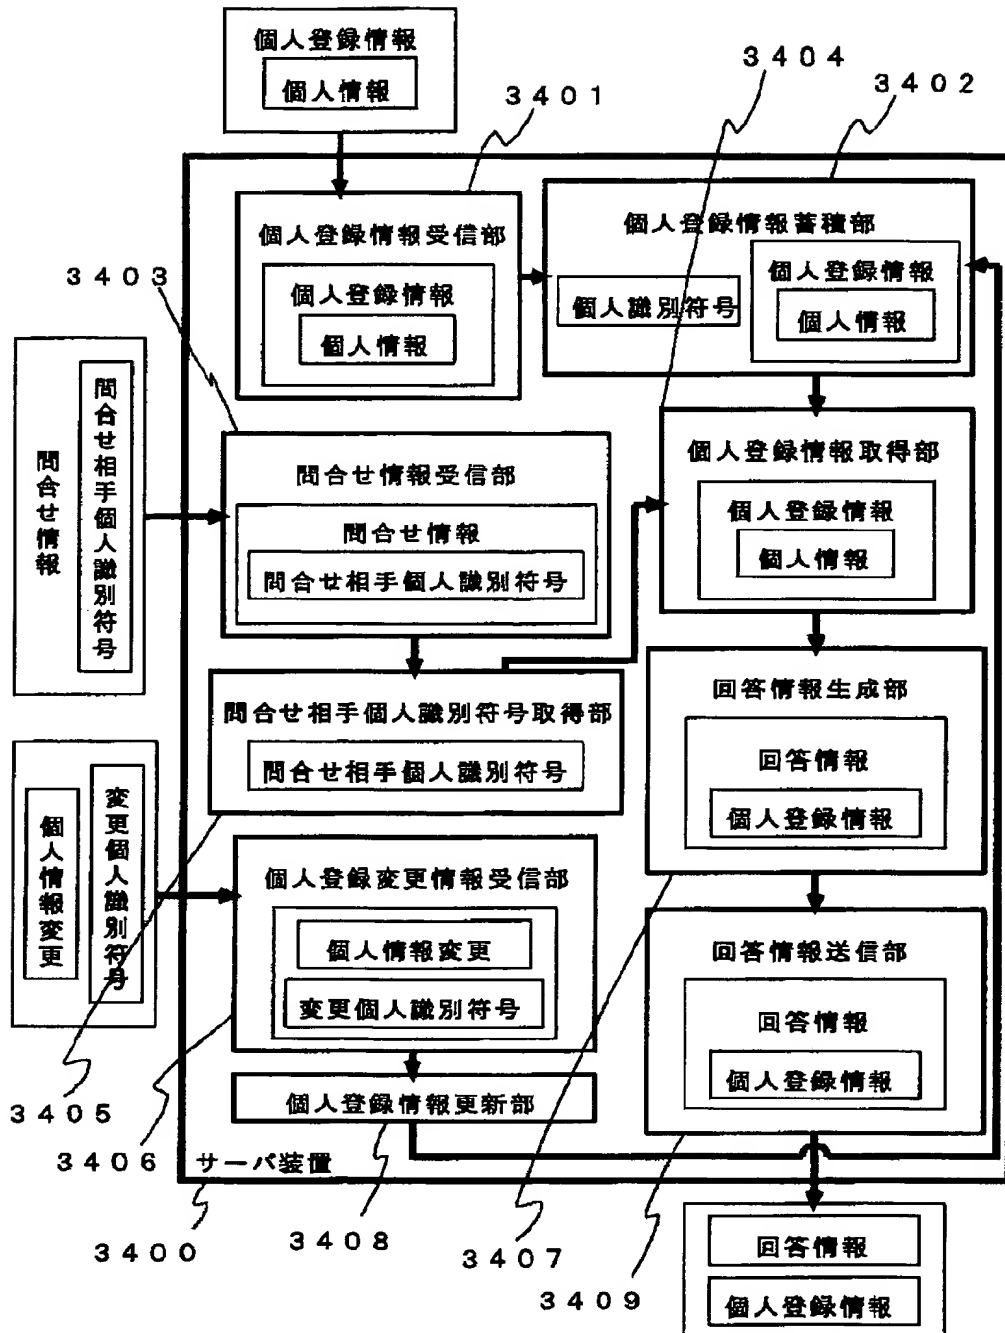 個人登録情報
個人情報
3401
3404
3402
個人登録情報受信部
個人登録情報
個人情報
個人登録情報蓄積部
個人識別符号
個人登録情報
個人情報
3403
問合せ情報
問合せ相手個人識別符号
問合せ情報受信部
問合せ情報
問合せ相手個人識別符号
個人登録情報取得部
個人登録情報
個人情報
問合せ相手個人識別符号取得部
問合せ相手個人識別符号
回答情報生成部
回答情報
個人登録情報
個人情報変更
変更個人識別符号
個人登録変更情報受信部
個人情報変更
変更個人識別符号
回答情報送信部
回答情報
個人登録情報
個人登録情報更新部
3405
3406
サーバ装置
3400
3408
3407
3409
回答情報
個人登録情報